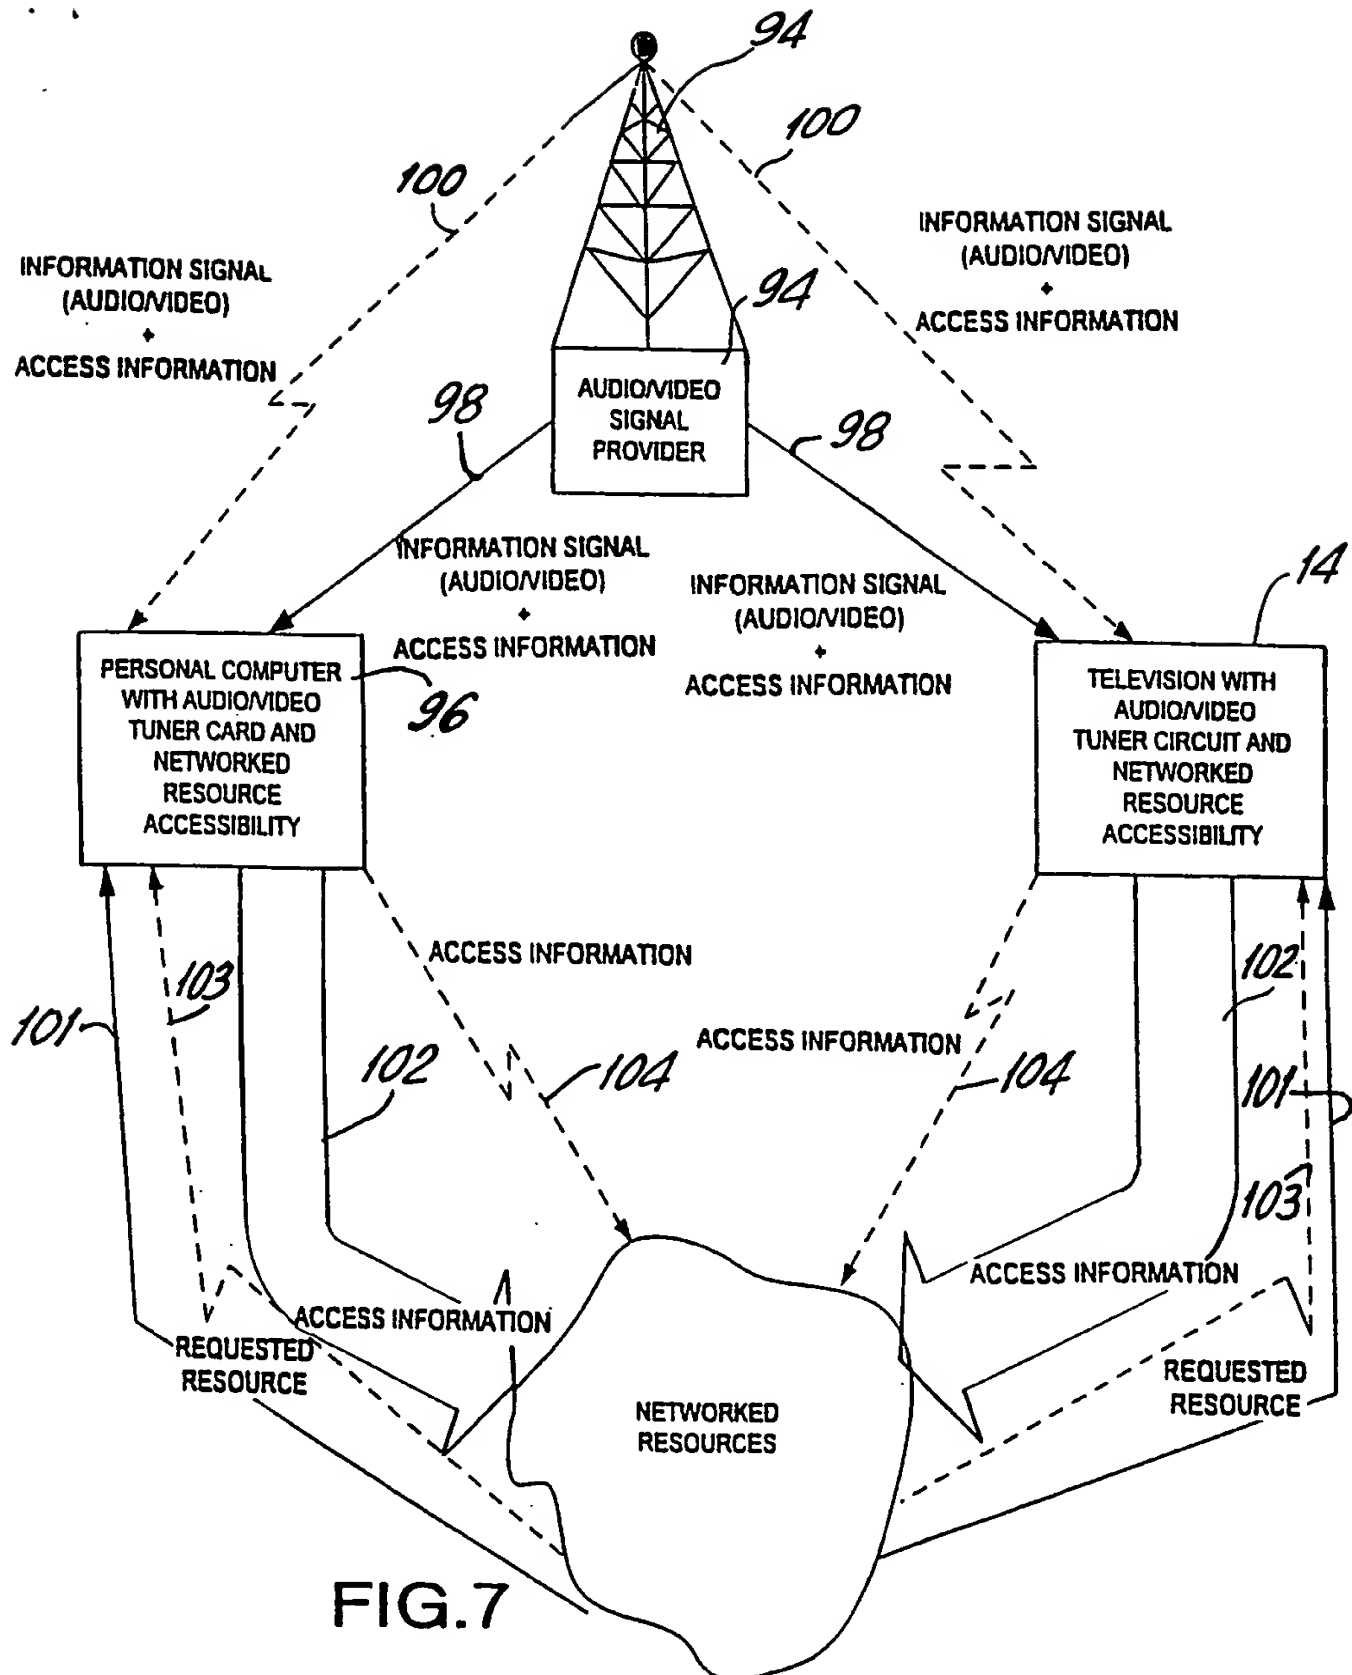 94
100
100
INFORMATION SIGNAL
(AUDIO/VIDEO)
+
ACCESS INFORMATION
INFORMATION SIGNAL
(AUDIO/VIDEO)
+
ACCESS INFORMATION
94
AUDIO/VIDEO
SIGNAL
PROVIDER
98
98
INFORMATION SIGNAL
(AUDIO/VIDEO)
+
ACCESS INFORMATION
INFORMATION SIGNAL
(AUDIO/VIDEO)
+
ACCESS INFORMATION
14
PERSONAL COMPUTER
WITH AUDIO/VIDEO
TUNER CARD AND
NETWORKED
RESOURCE
ACCESSIBILITY
96
TELEVISION WITH
AUDIO/VIDEO
TUNER CIRCUIT AND
NETWORKED
RESOURCE
ACCESSIBILITY
ACCESS INFORMATION
103
102
101
ACCESS INFORMATION
102
104
104
101
103
ACCESS INFORMATION
ACCESS INFORMATION
REQUESTED
RESOURCE
REQUESTED
RESOURCE
NETWORKED
RESOURCES
FIG.7